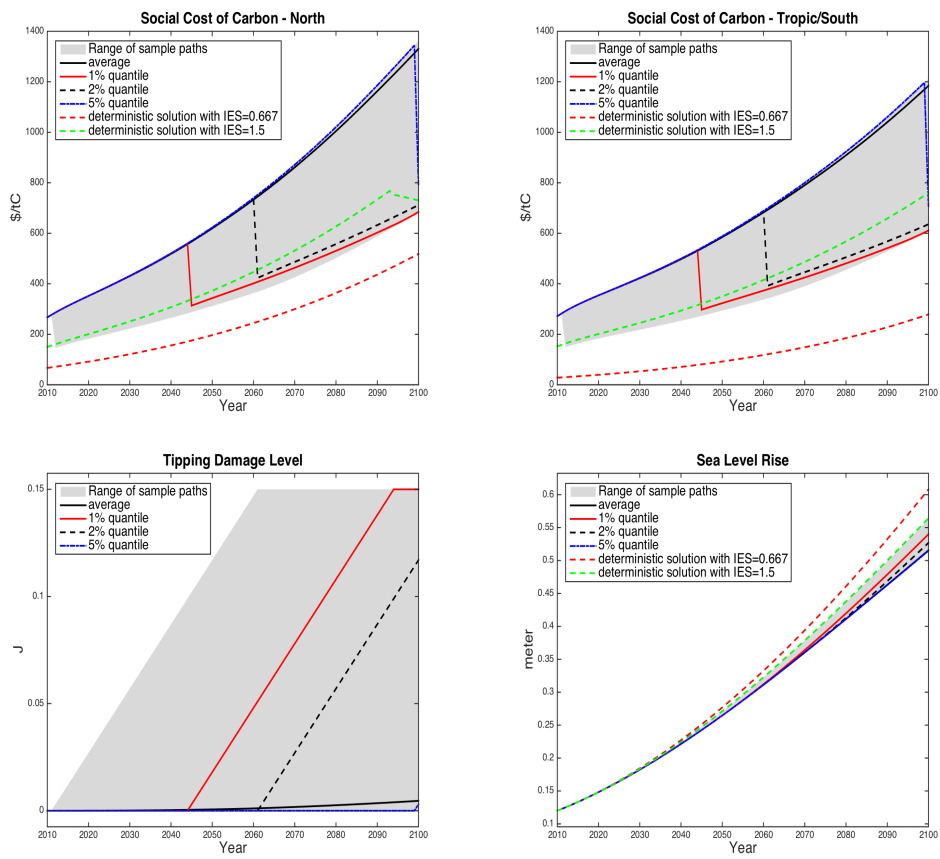 Social Cost of Carbon - North
1400
1200
1000
800
600
400
200
0
$/tC
Range of sample paths
average
1% quantile
2% quantile
5% quantile
deterministic solution with IES=0.667
deterministic solution with IES=1.5
2010 2020 2030 2040 2050 2060 2070 2080 2090 2100
Year
Social Cost of Carbon - Tropic/South
1400
1200
1000
800
600
400
200
0
$/tC
Range of sample paths
average
1% quantile
2% quantile
5% quantile
deterministic solution with IES=0.667
deterministic solution with IES=1.5
2010 2020 2030 2040 2050 2060 2070 2080 2090 2100
Year
Tipping Damage Level
0.15
0.1
0.05
0
J
Range of sample paths
average
1% quantile
2% quantile
5% quantile
2010 2020 2030 2040 2050 2060 2070 2080 2090 2100
Year
Sea Level Rise
0.6
0.55
0.5
0.45
0.4
0.35
0.3
0.25
0.2
0.15
0.1
meter
Range of sample paths
average
1% quantile
2% quantile
5% quantile
deterministic solution with IES=0.667
deterministic solution with IES=1.5
2010 2020 2030 2040 2050 2060 2070 2080 2090 2100
Year